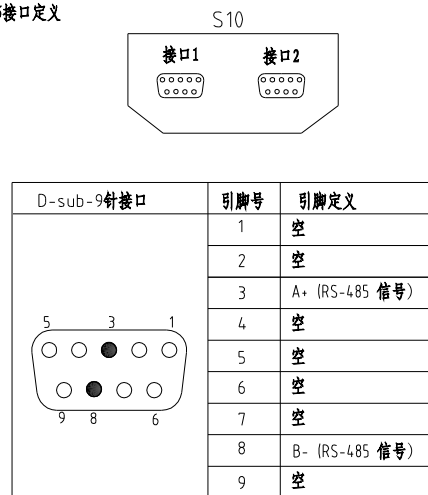 接口定义
S10
接口1 接口2
D-sub-9针接口 引脚号 引脚定义
1 空
2 空
3 A+ (RS-485 信号)
4 空
5 空
6 空
7 空
8 B- (RS-485 信号)
9 空
5 3 1
9 8 6